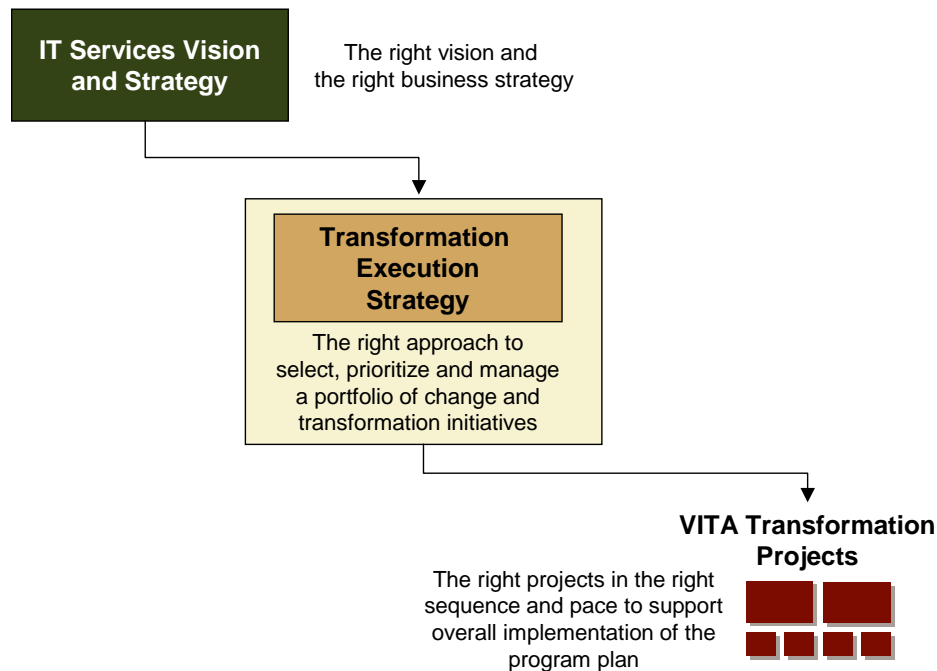 IT Services Vision
and Strategy
The right vision and
the right business strategy
Transformation
Execution
Strategy
The right approach to
select, prioritize and manage
a portfolio of change and
transformation initiatives
VITA Transformation
Projects
The right projects in the right
sequence and pace to support
overall implementation of the
program plan